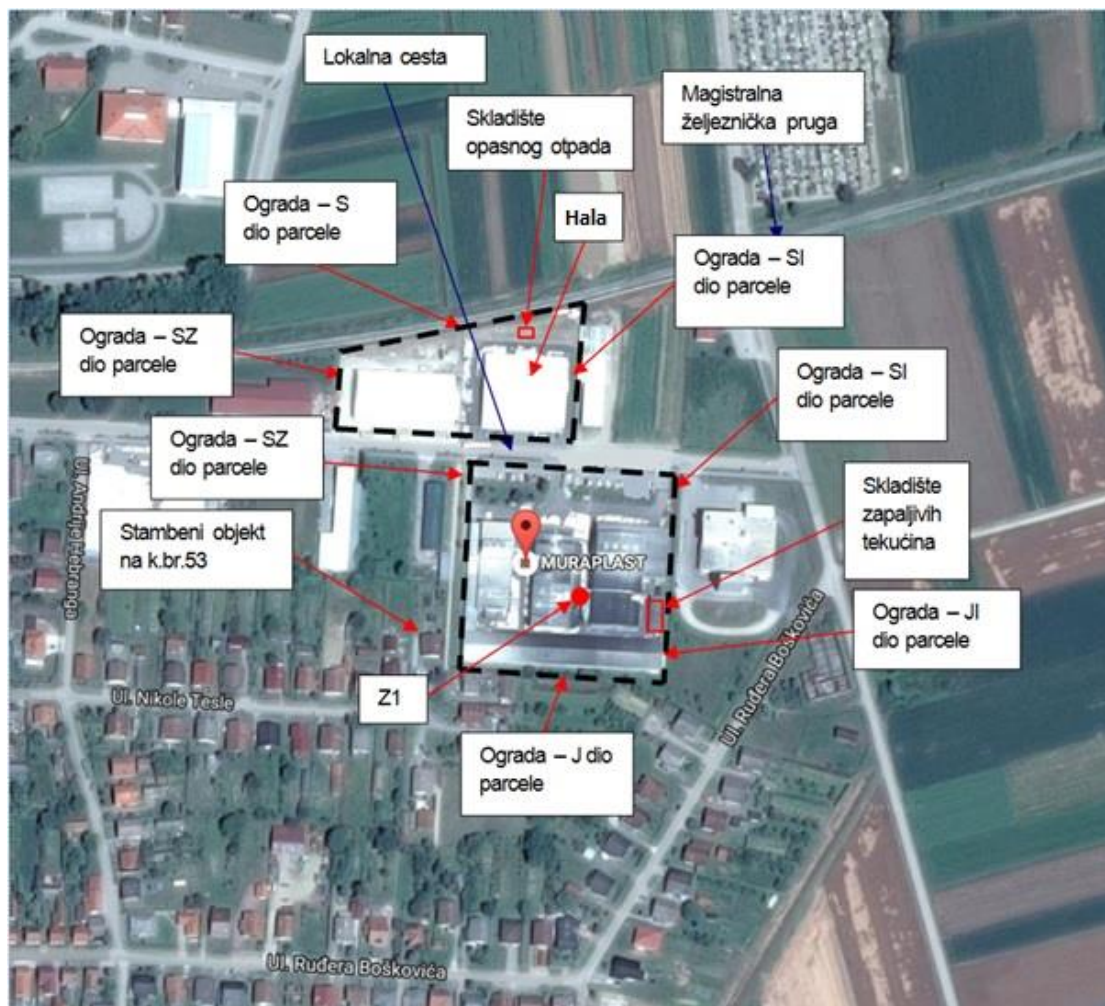 Lokalna cesta
Skladište
opasnog otpada
Magistralna
željeznička pruga
Ograda – S
dio parcele
Hala
Ograda – SI
dio parcele
Ograda – SZ
dio parcele
Ograda – SI
dio parcele
Ograda – SZ
dio parcele
Skladište
zapaljivih
tekućina
Stambeni objekt
na k.br.53
MURAPLAST
Ul. Andrije Hebranga
Ograda – JI
dio parcele
Z1
Ul. Nikole Tesle
Ul. Ruđera Boškovića
Ograda – J dio
parcele
Ul. Ruđera Boškovića